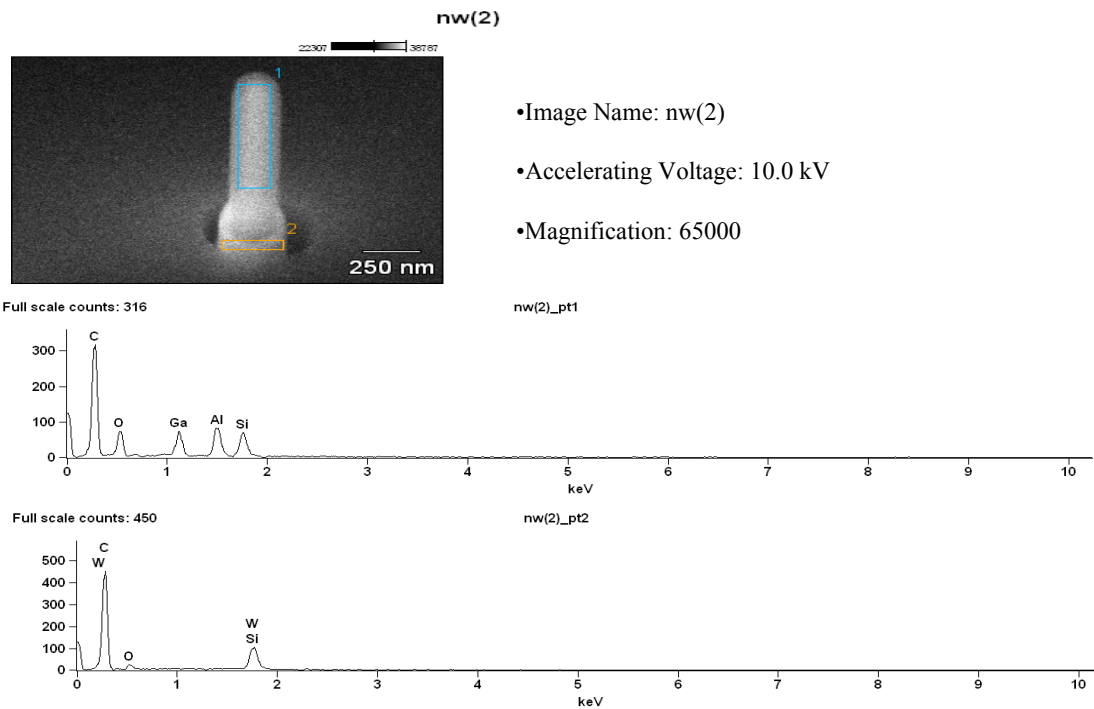 nw(2)
22307 38787
1
2
250 nm
•Image Name: nw(2)
•Accelerating Voltage: 10.0 kV
•Magnification: 65000
Full scale counts: 316 nw(2)_pt1
C
300
200
100
0
O Ga Al Si
0 1 2 3 4 5 6 7 8 9 10
keV
Full scale counts: 450 nw(2)_pt2
C
W
500
400
300
200
100
0
O
W
Si
0 1 2 3 4 5 6 7 8 9 10
keV